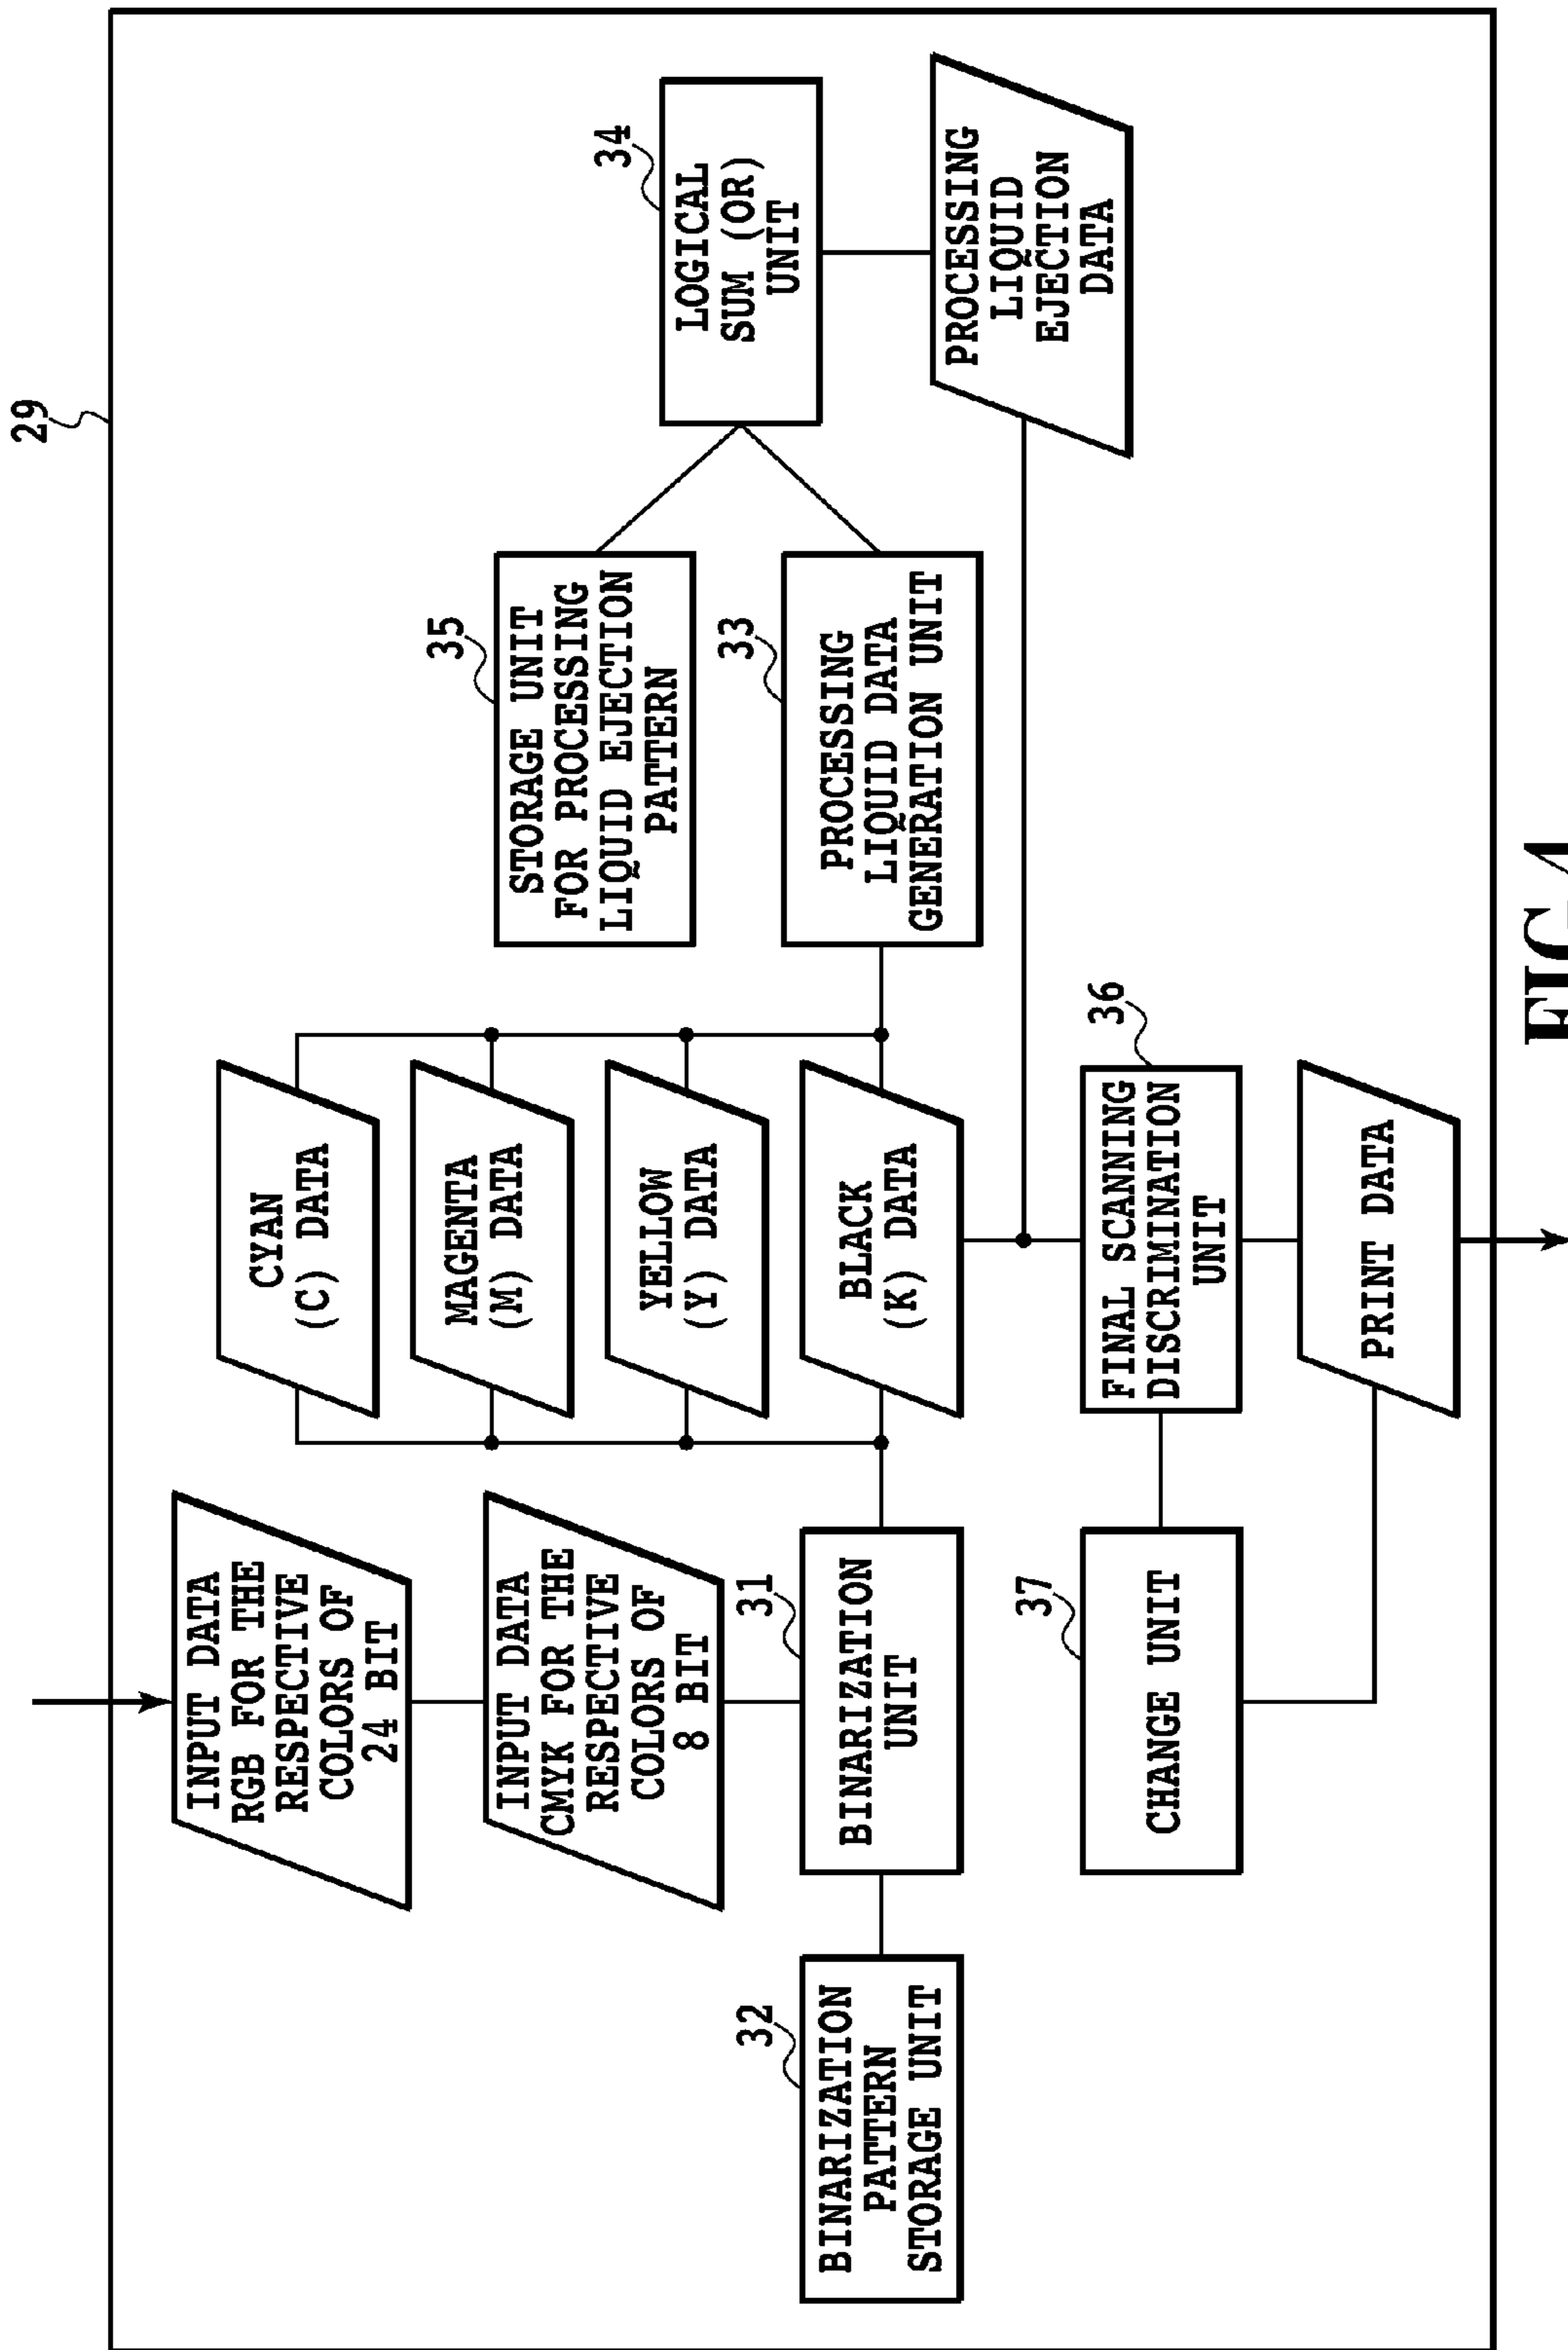 29
INPUT DATA
RGB FOR THE
RESPECTIVE
COLORS OF
24 BIT
INPUT DATA
CMYK FOR THE
RESPECTIVE
COLORS OF
8 BIT
32
BINARIZATION
PATTERN
STORAGE UNIT
31
BINARIZATION
UNIT
CYAN
(C) DATA
MAGENTA
(M) DATA
YELLOW
(Y) DATA
BLACK
(K) DATA
35
STORAGE UNIT
FOR PROCESSING
LIQUID EJECTION
PATTERN
33
PROCESSING
LIQUID DATA
GENERATION UNIT
34
LOGICAL
SUM (OR)
UNIT
PROCESSING
LIQUID
EJECTION
DATA
37
CHANGE UNIT
36
FINAL SCANNING
DISCRIMINATION
UNIT
PRINT DATA
FIG.4